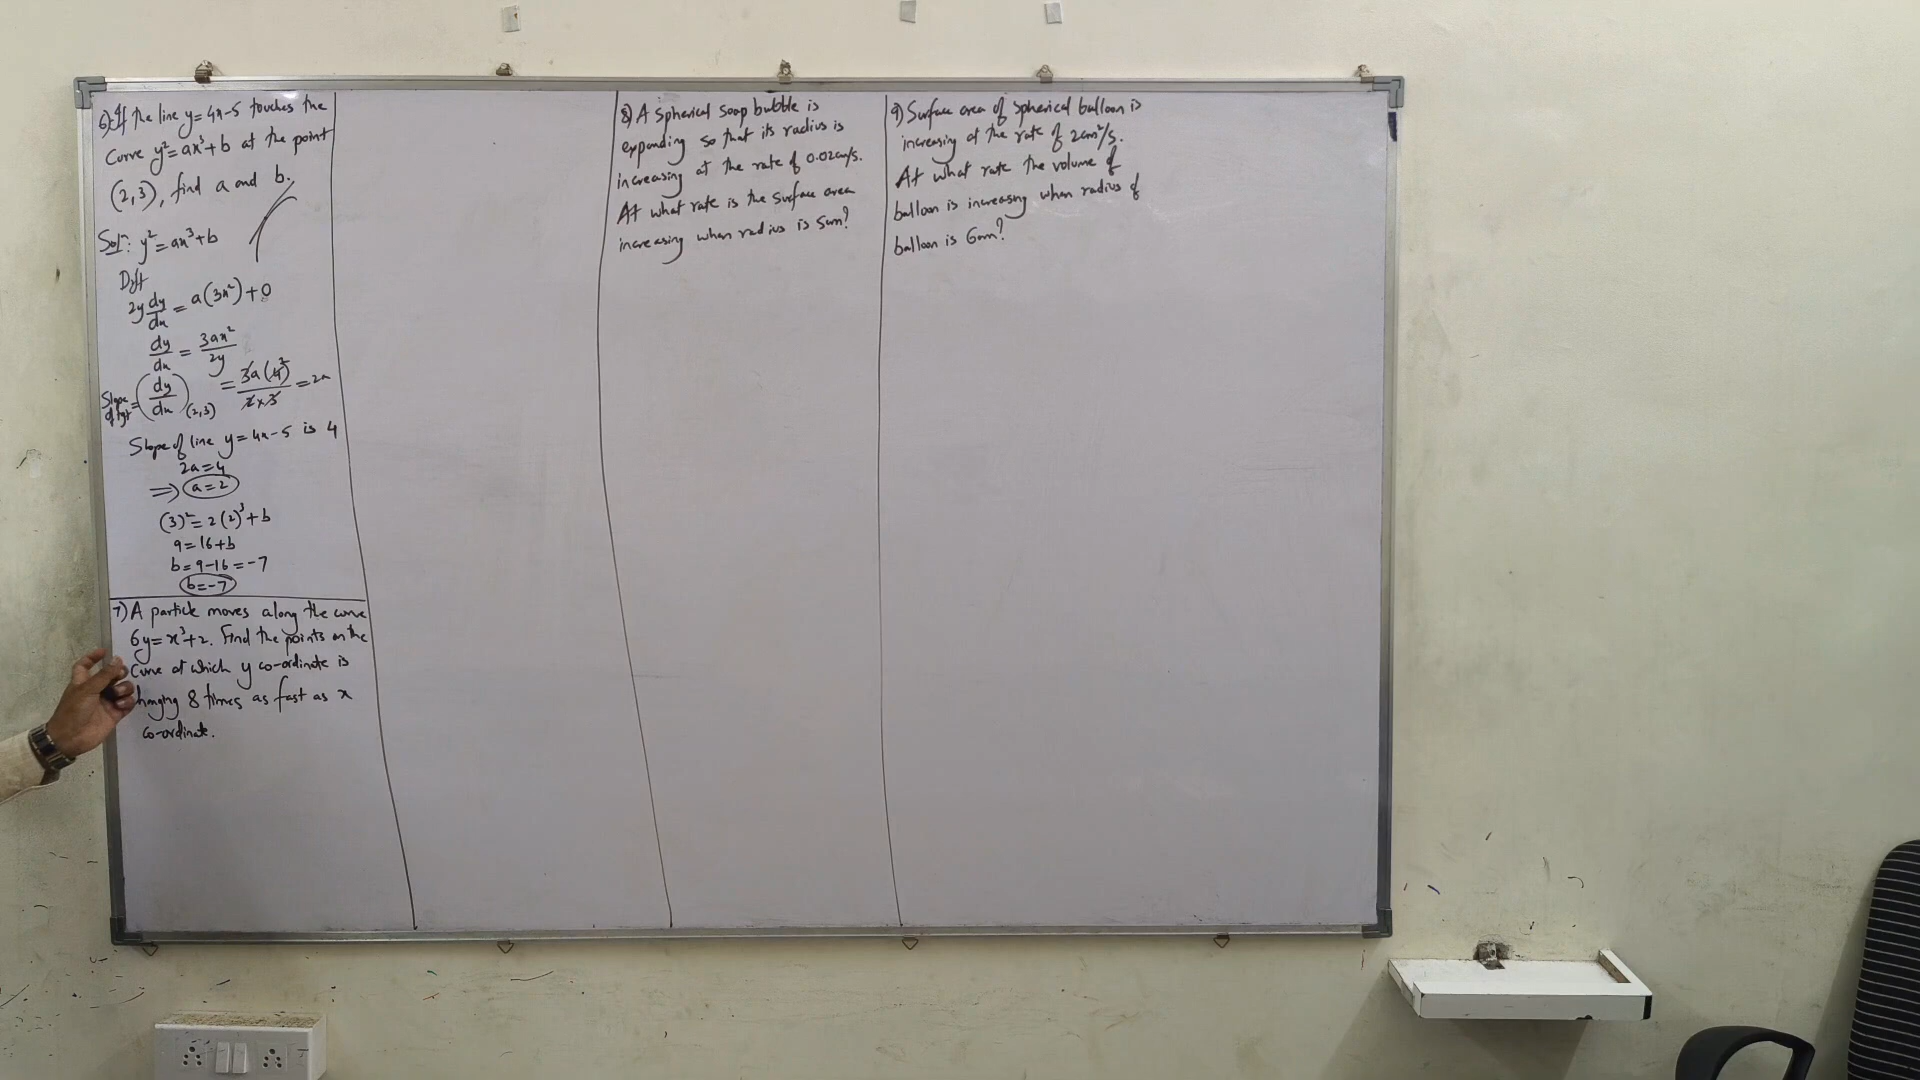 6) If the line y=4x-5 touches the
curve y²=ax³+b at the point
(2,3), find a and b.
Solⁿ: y²=ax³+b
Diff
2y dy/dx = a(3x²)+0
dy/dx = 3ax²/2y
Slope of tgt = (dy/dx)(2,3) = 3a(4)/2×3 = 2a
Slope of line y=4x-5 is 4
2a=4
⇒ a=2
(3)²=2(2)³+b
9=16+b
b=9-16=-7
b=-7
7) A particle moves along the curve
6y=x³+2. Find the points on the
curve at which y co-ordinate is
hanging 8 times as fast as x
co-ordinate.
8) A spherical soap bubble is
expanding so that its radius is
increasing at the rate of 0.02cm/s.
At what rate is the surface area
increasing when radius is 5cm?
9) Surface area of spherical balloon is
increasing at the rate of 2cm²/s.
At what rate the volume of
balloon is increasing when radius of
balloon is 6cm?